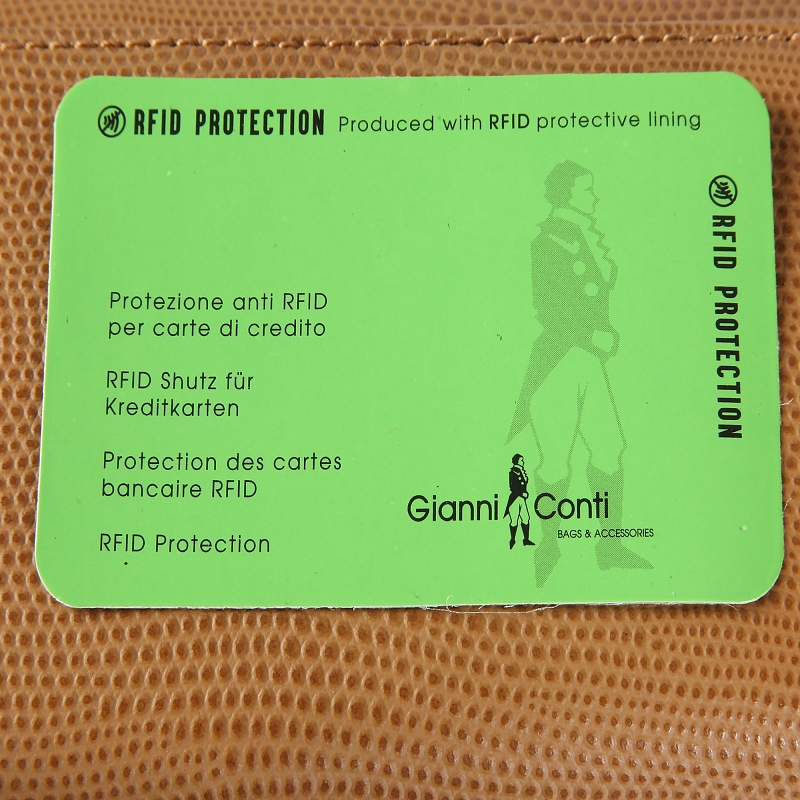 RFID PROTECTION Produced with RFID protective lining
RFID PROTECTION
Protezione anti RFID
per carte di credito
RFID Shutz für
Kreditkarten
Protection des cartes
bancaire RFID
RFID Protection
Gianni Conti
BAGS & ACCESSORIES